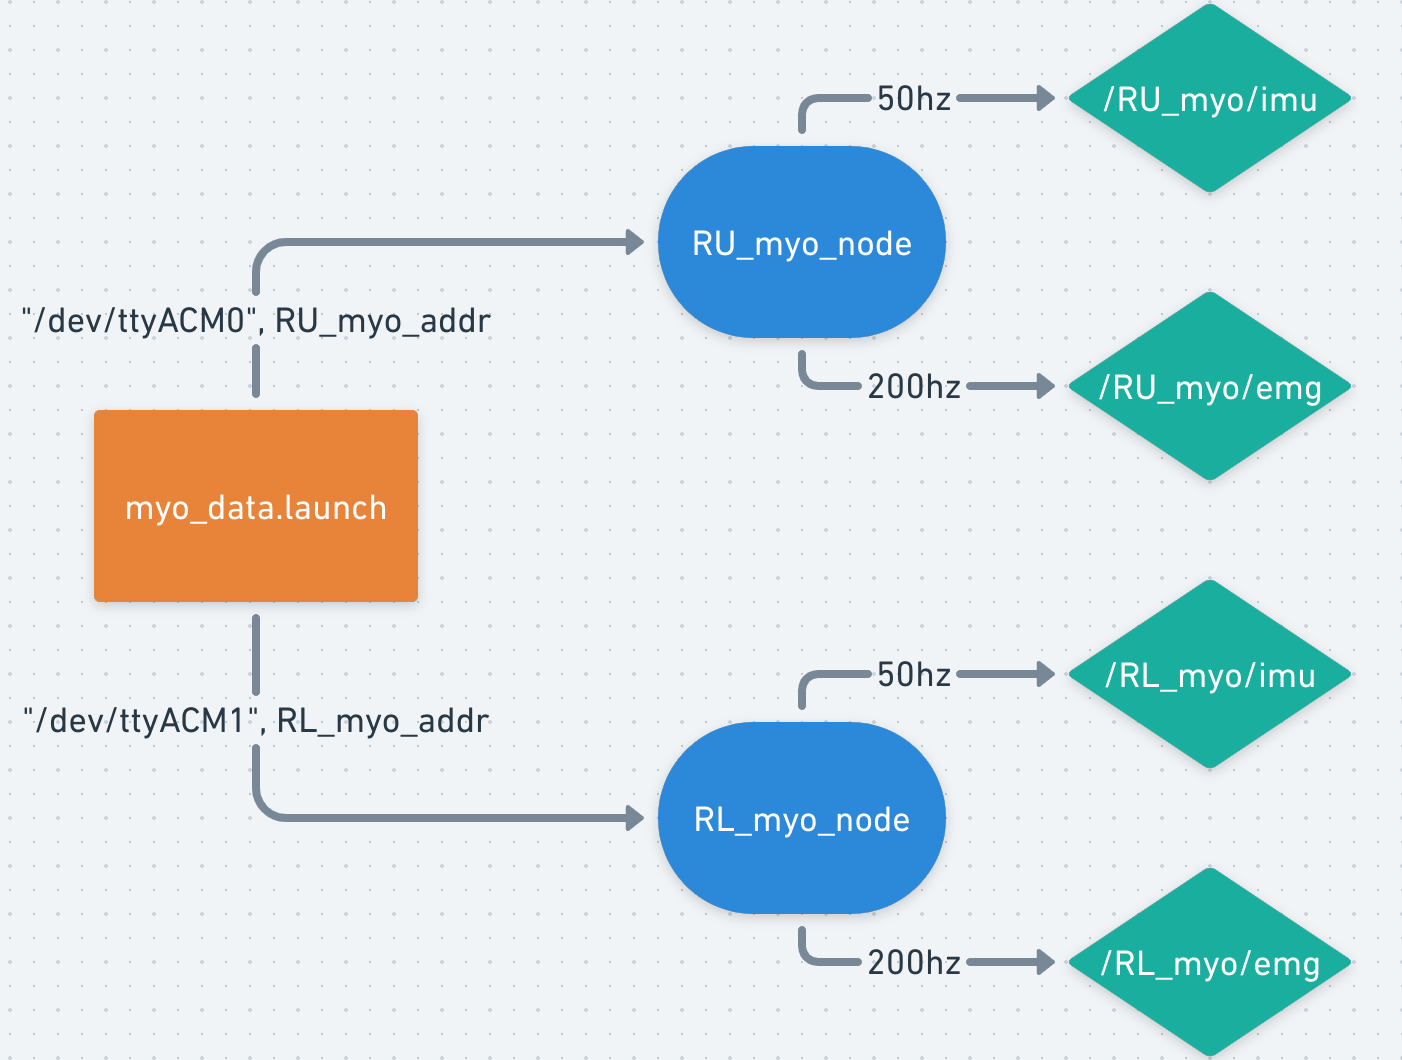 50hz
/RU_myo/imu
RU_myo_node
"/dev/ttyACM0", RU_myo_addr
200hz
/RU_myo/emg
myo_data.launch
50hz
/RL_myo/imu
"/dev/ttyACM1", RL_myo_addr
RL_myo_node
200hz
/RL_myo/emg